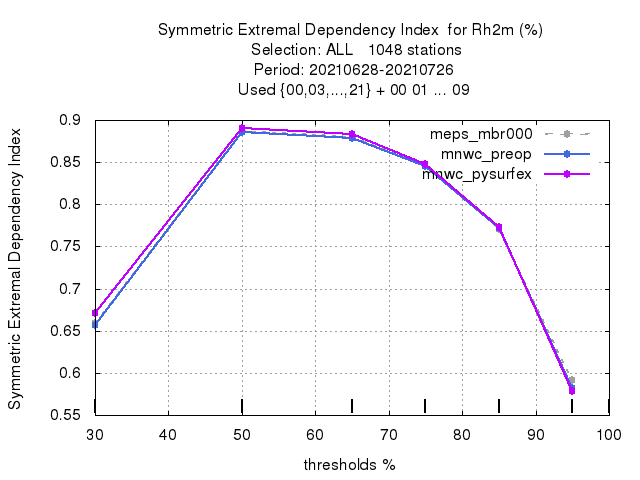 Symmetric Extremal Dependency Index  for Rh2m (%)
Selection: ALL   1048 stations
Period: 20210628-20210726
Used {00,03,...,21} + 00 01 ... 09
Symmetric Extremal Dependency Index
0.9
0.85
0.8
0.75
0.7
0.65
0.6
0.55
meps_mbr000
mnwc_preop
mnwc_pysurfex
30 40 50 60 70 80 90 100
thresholds %